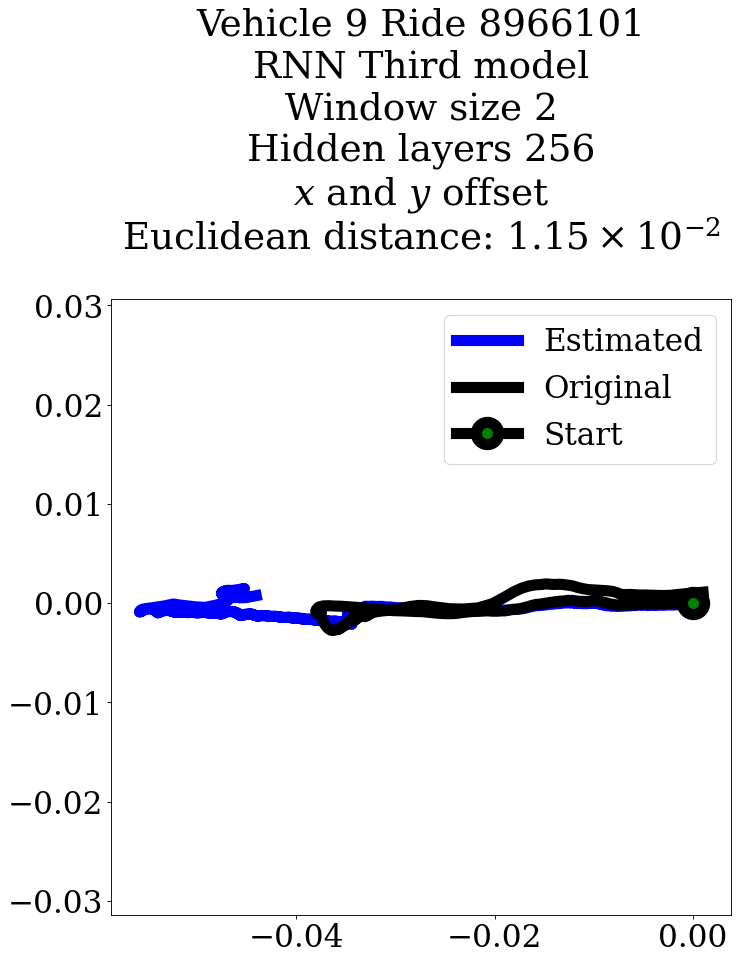 Vehicle 9 Ride 8966101
RNN Third model
Window size 2
Hidden layers 256
x and y offset
Euclidean distance: 1.15 × 10⁻²
0.03
Estimated
Original
Start
0.02
0.01
0.00
−0.01
−0.02
−0.03
−0.04 −0.02 0.00